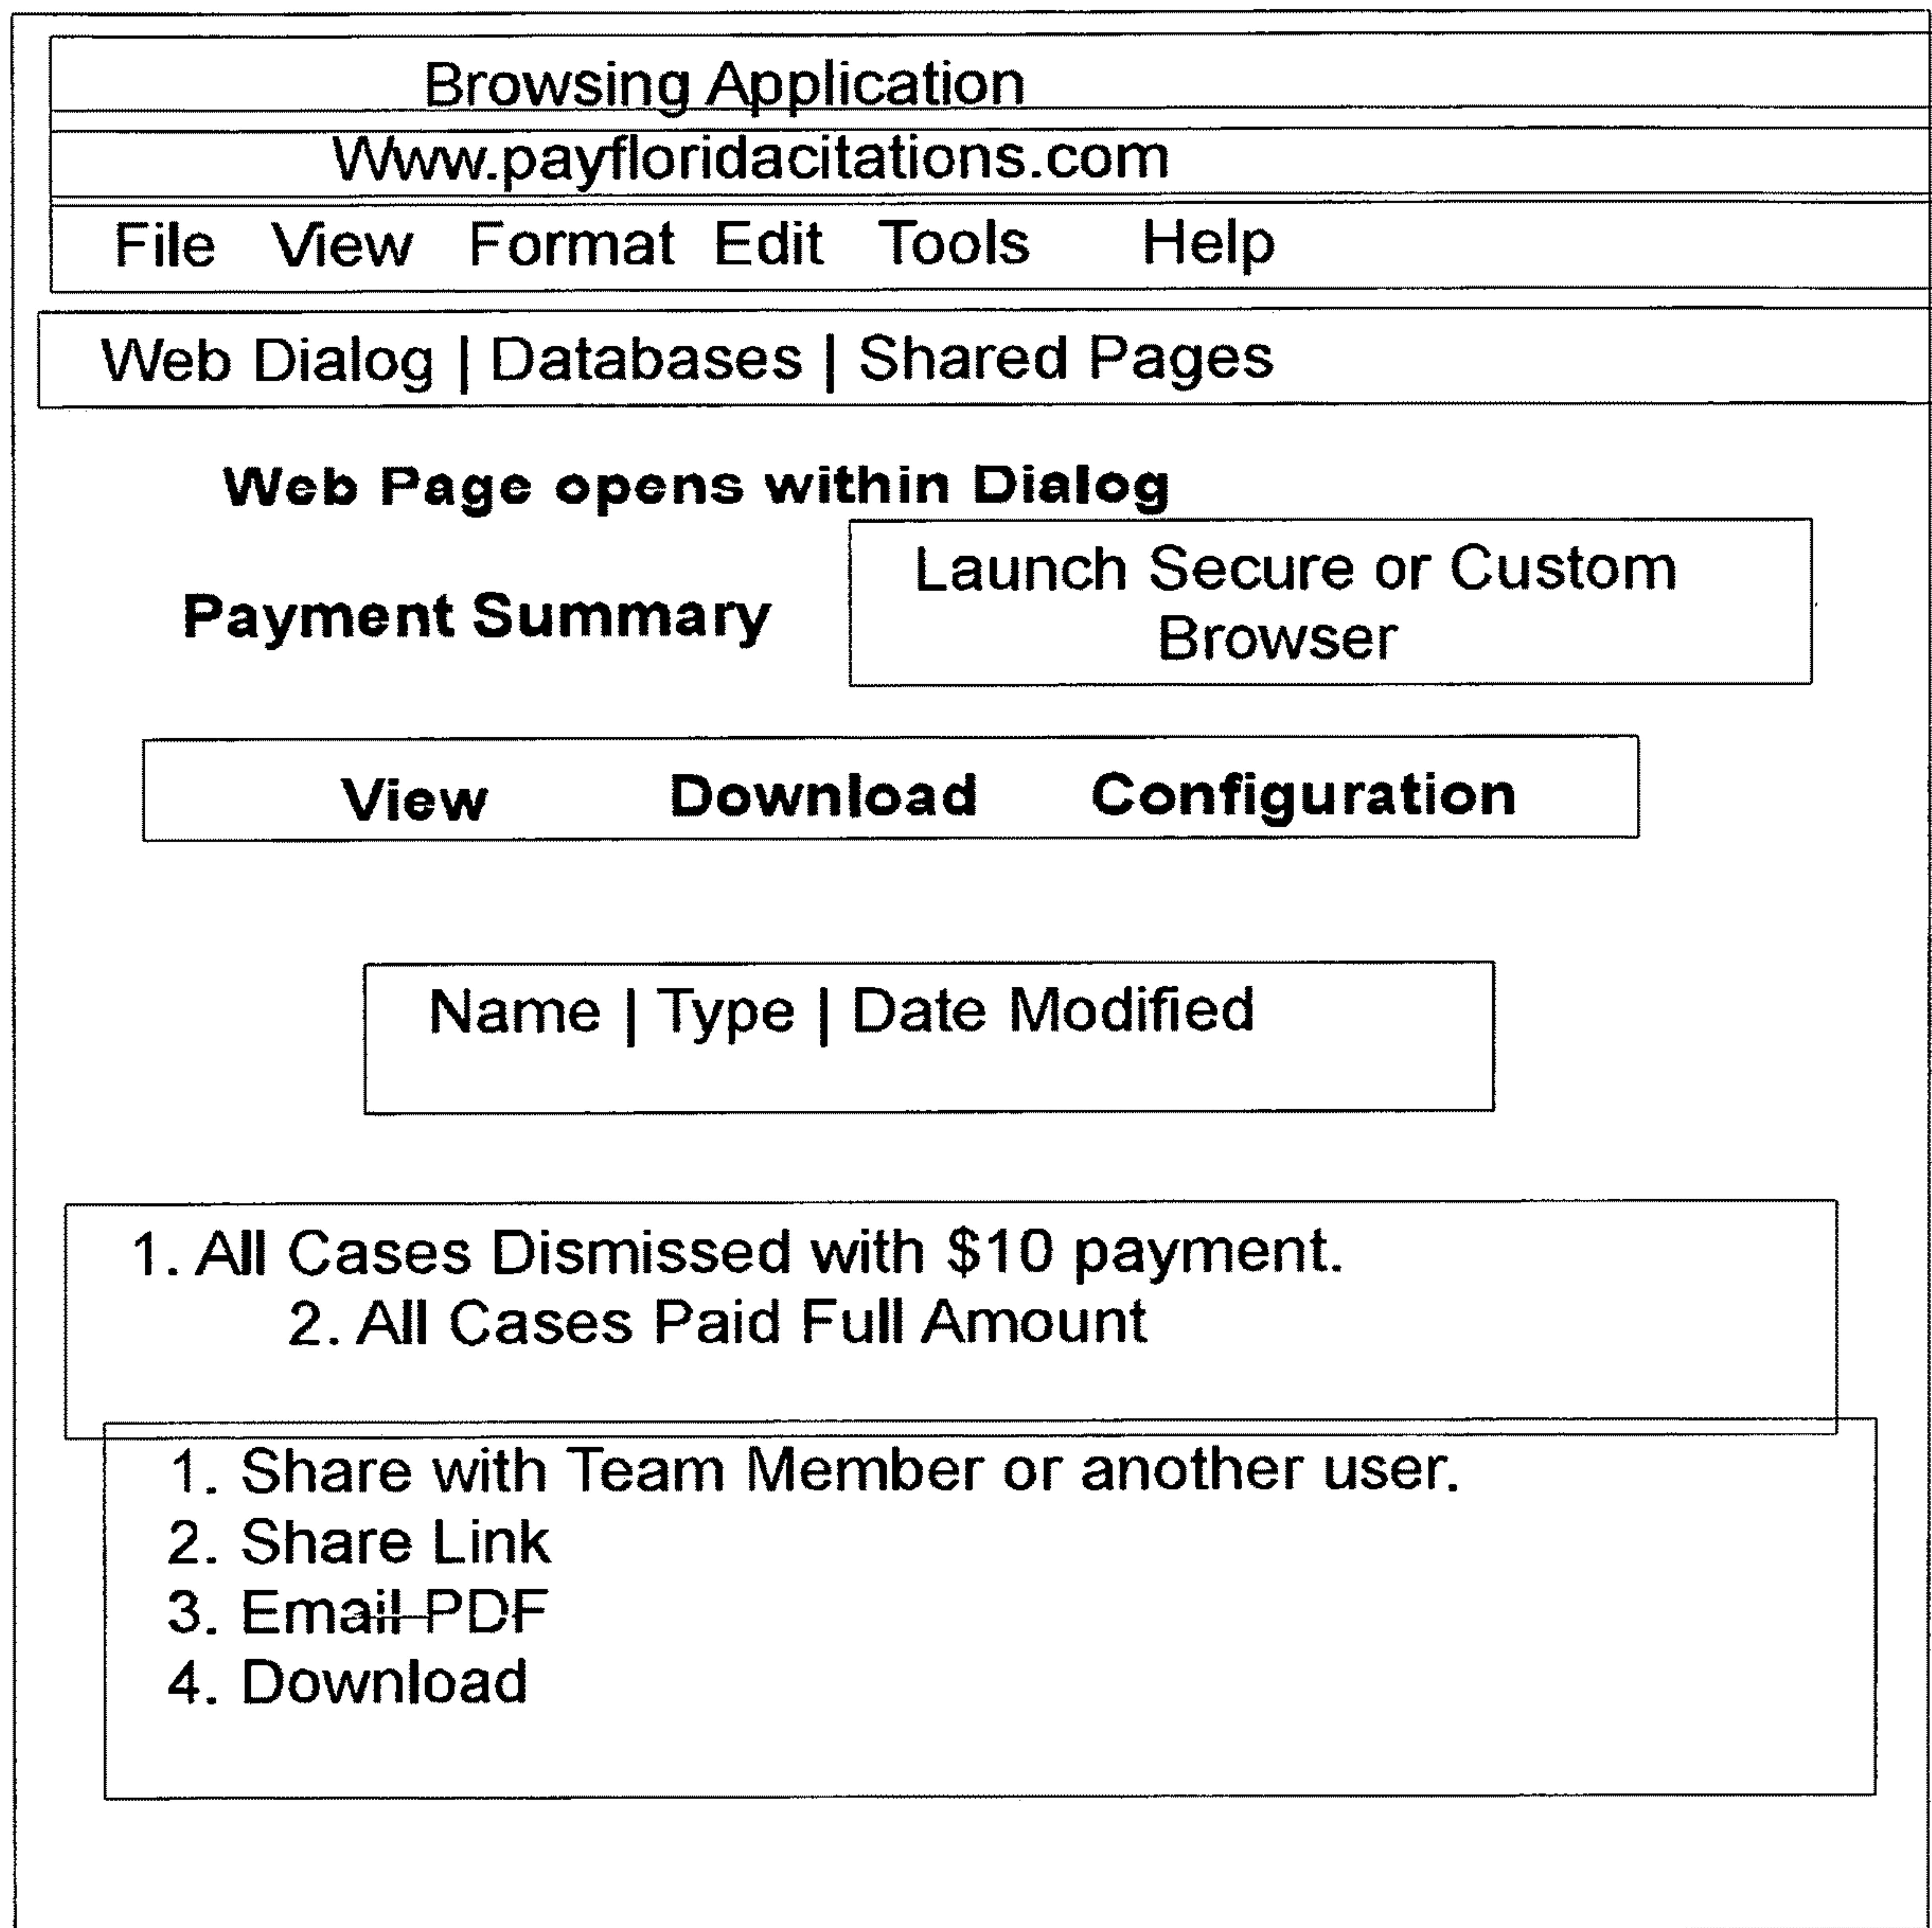 Browsing Application
Www.payfloridacitations.com
File View Format Edit Tools Help
Web Dialog | Databases | Shared Pages
Web Page opens within Dialog
Launch Secure or Custom
Browser
Payment Summary
View Download Configuration
Name | Type | Date Modified
1. All Cases Dismissed with $10 payment.
2. All Cases Paid Full Amount
1. Share with Team Member or another user.
2. Share Link
3. Email PDF
4. Download